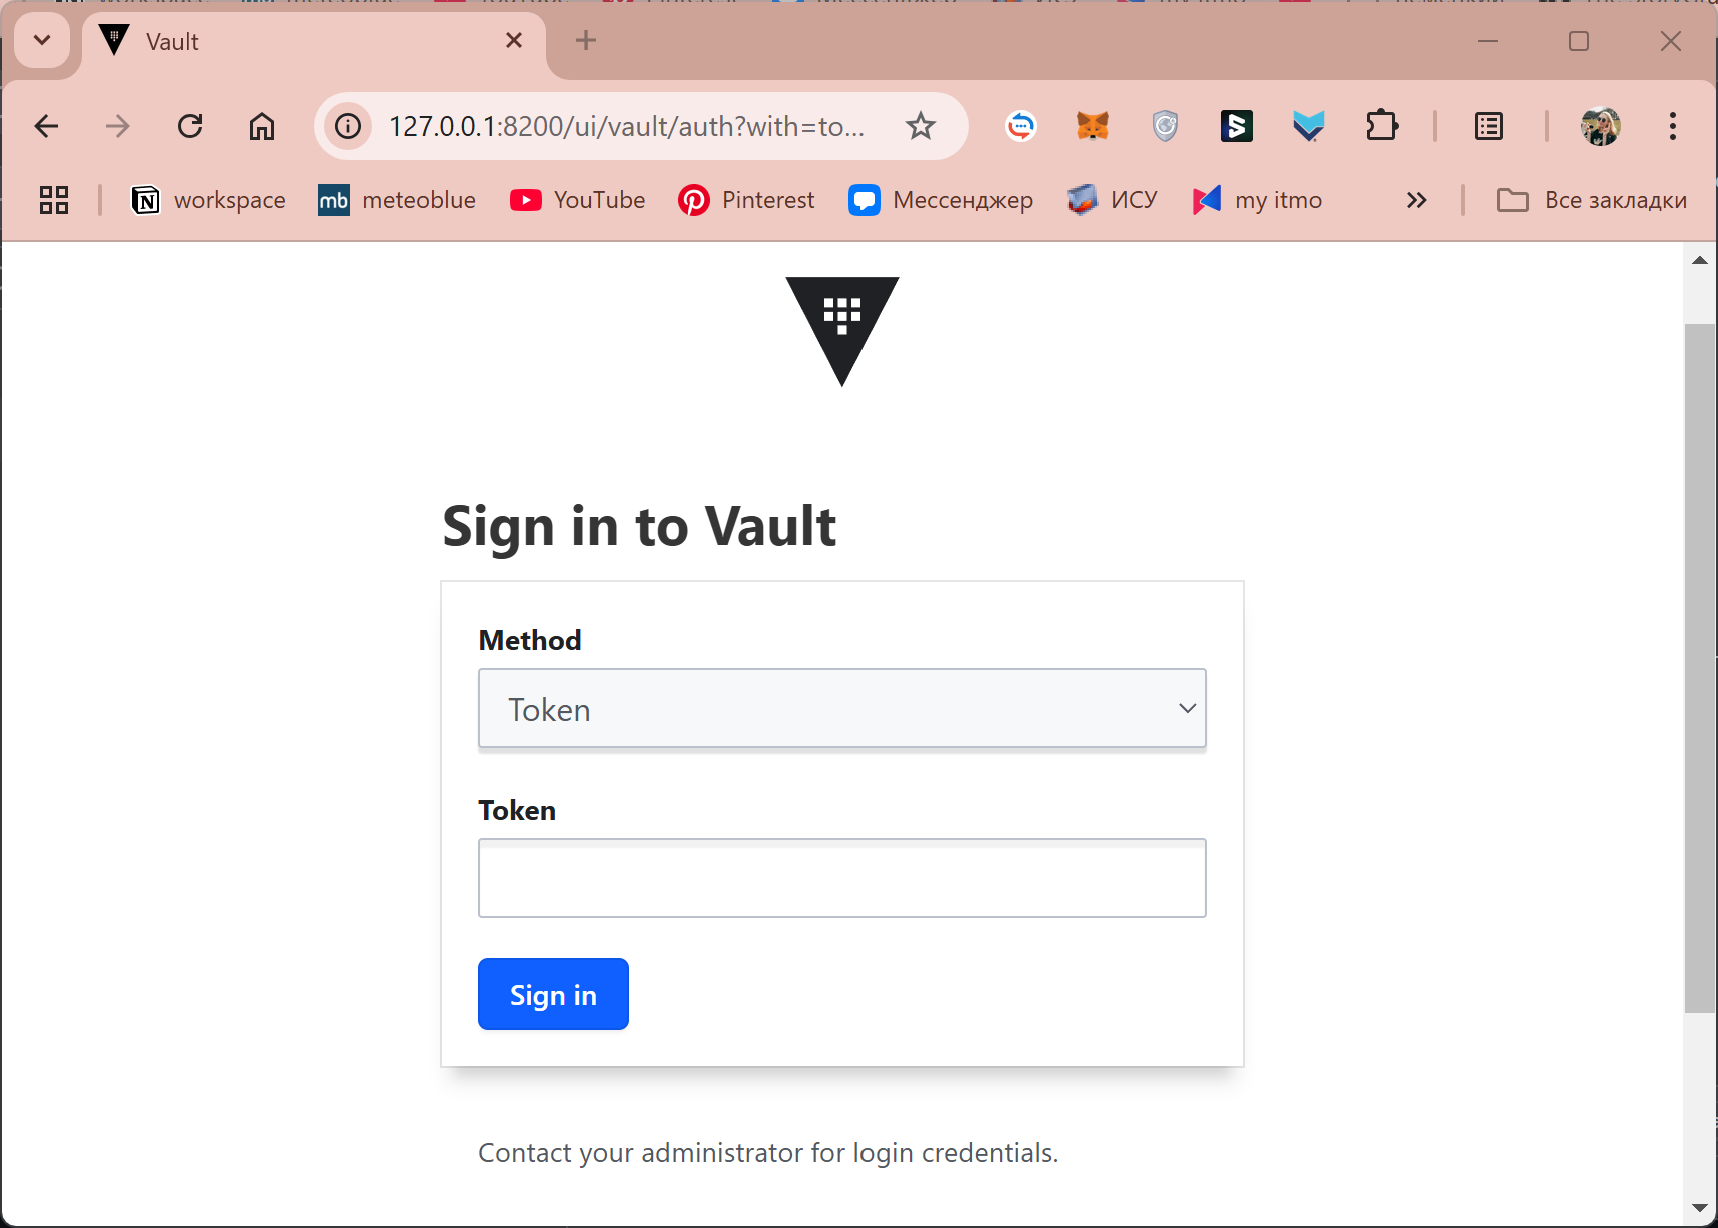 Vault
127.0.0.1:8200/ui/vault/auth?with=to...
workspace
mb meteoblue
YouTube
Pinterest
Мессенджер
ИСУ
my itmo
Все закладки
Sign in to Vault
Method
Token
Token
Sign in
Contact your administrator for login credentials.